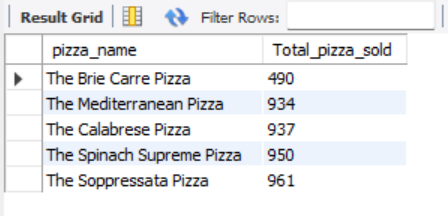 Result Grid Filter Rows:
pizza_name Total_pizza_sold
The Brie Carre Pizza 490
The Mediterranean Pizza 934
The Calabrese Pizza 937
The Spinach Supreme Pizza 950
The Soppressata Pizza 961